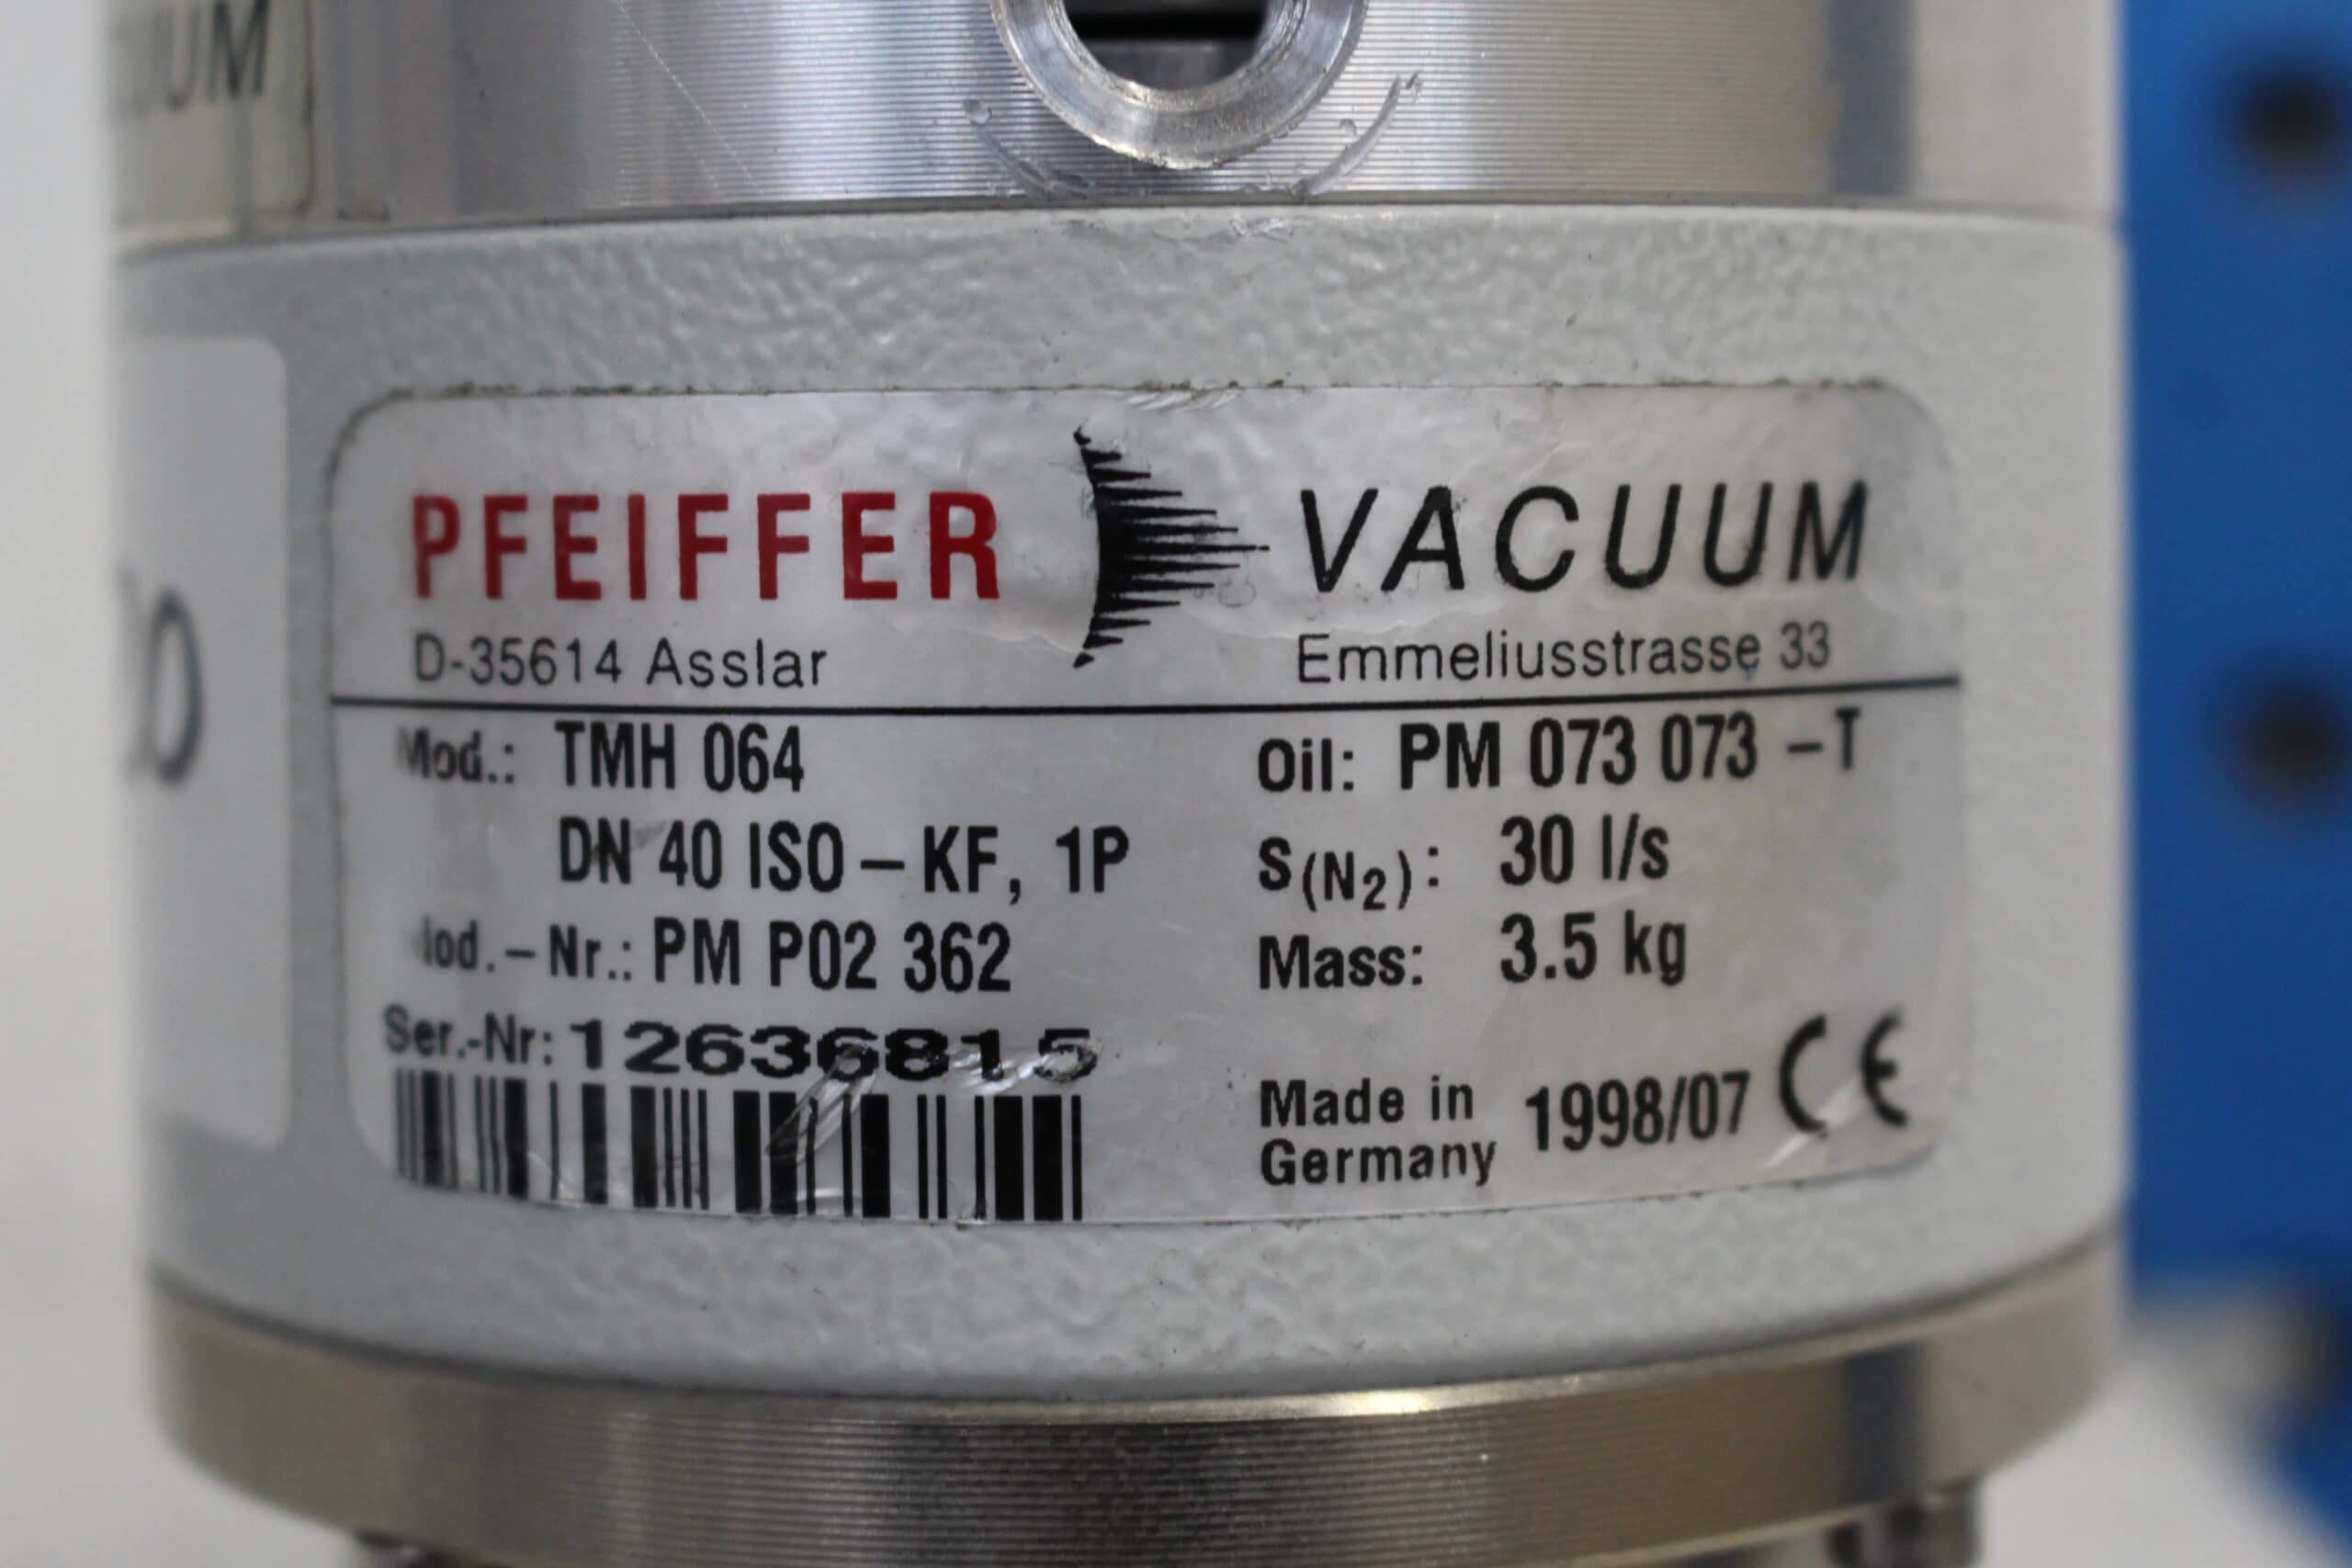 PFEIFFER VACUUM
D-35614 Asslar Emmeliusstrasse 33
Mod.: TMH 064
DN 40 ISO-KF, 1P
Mod.-Nr.: PM P02 362
Ser.-Nr: 12636815
Oil: PM 073 073 -T
S(N2): 30 l/s
Mass: 3.5 kg
Made in
Germany 1998/07 CE